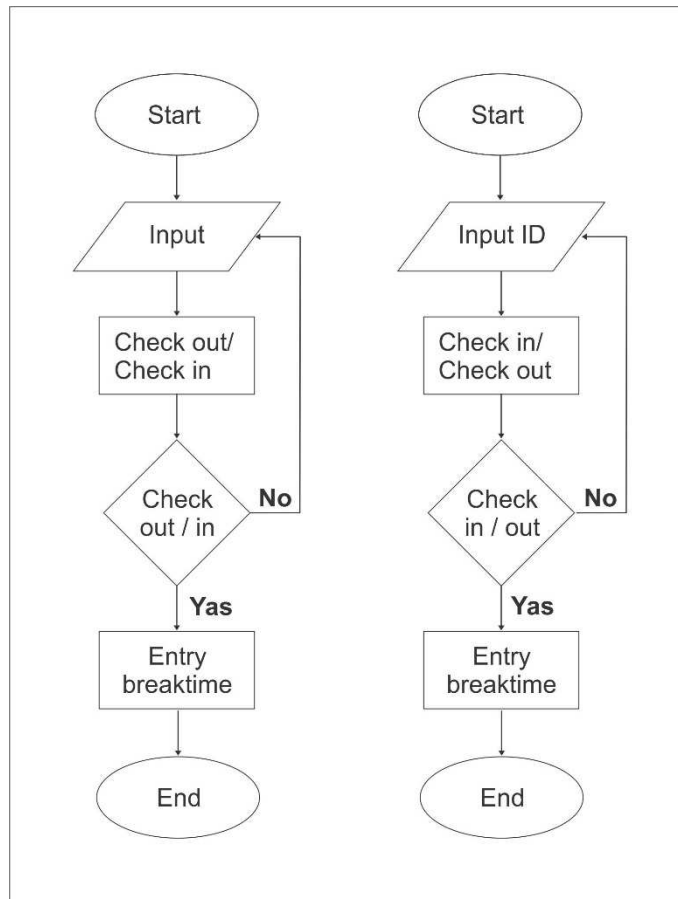 Start
Input
Check out/
Check in
Check
out / in
No
Yas
Entry
breaktime
End
Start
Input ID
Check in/
Check out
Check
in / out
No
Yas
Entry
breaktime
End